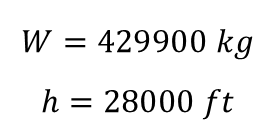 W = 429900 kg
h = 28000 ft